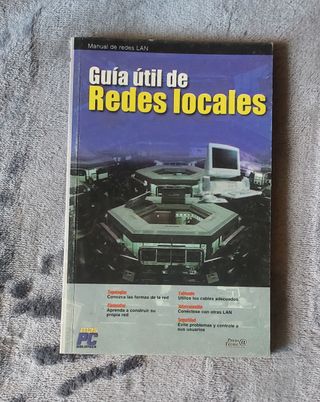 Manual de redes LAN
Guía útil de
Redes locales
Topologías
Conozca las formas de la red
Aprenda a construir su
propia red
Cableado
Utilice los cables adecuados
Interconexión
Conéctese con otras LAN
Seguridad
Evite problemas y controle a
sus usuarios
PC